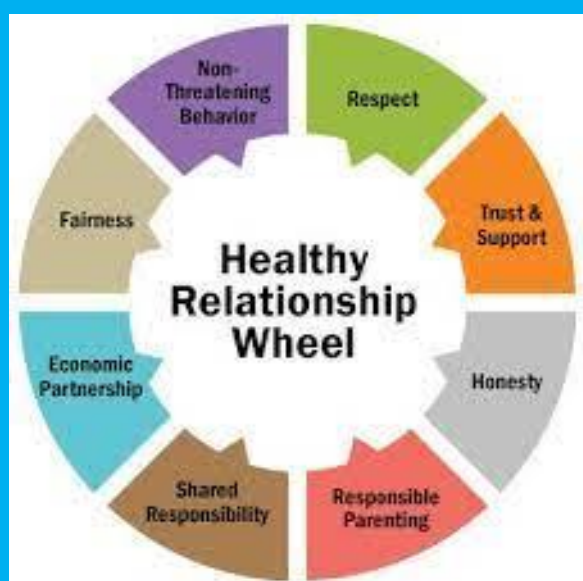 Healthy
Relationship
Wheel
Respect
Trust &
Support
Honesty
Responsible
Parenting
Shared
Responsibility
Economic
Partnership
Fairness
Non-
Threatening
Behavior